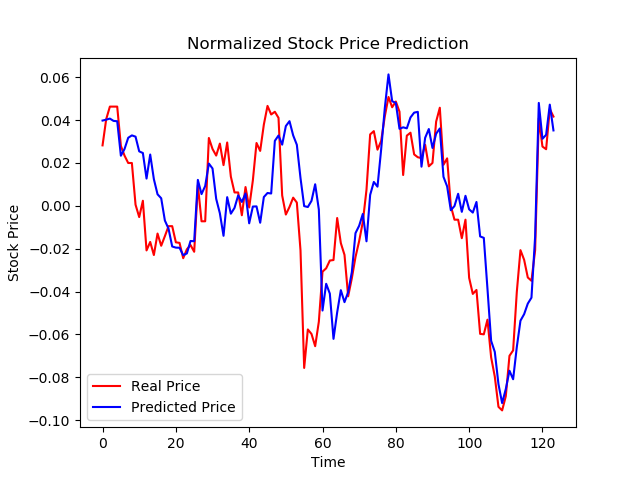 Normalized Stock Price Prediction
0.06
0.04
0.02
0.00
−0.02
−0.04
−0.06
−0.08
−0.10
Stock Price
Real Price
Predicted Price
0 20 40 60 80 100 120
Time